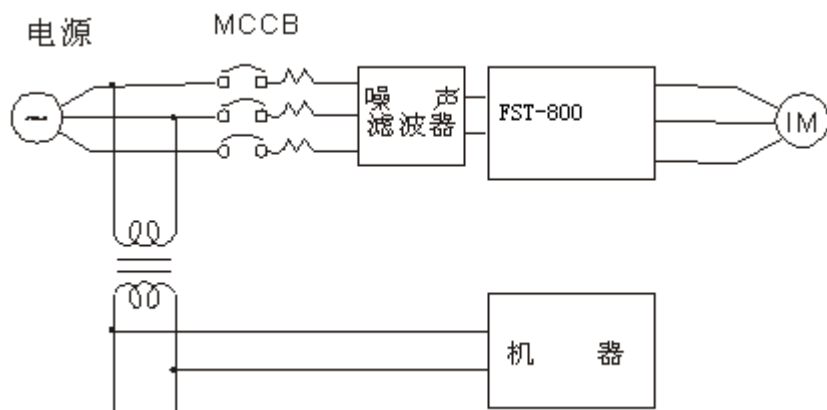 电源
MCCB
噪 声
滤波器
FST-800
IM
机 器